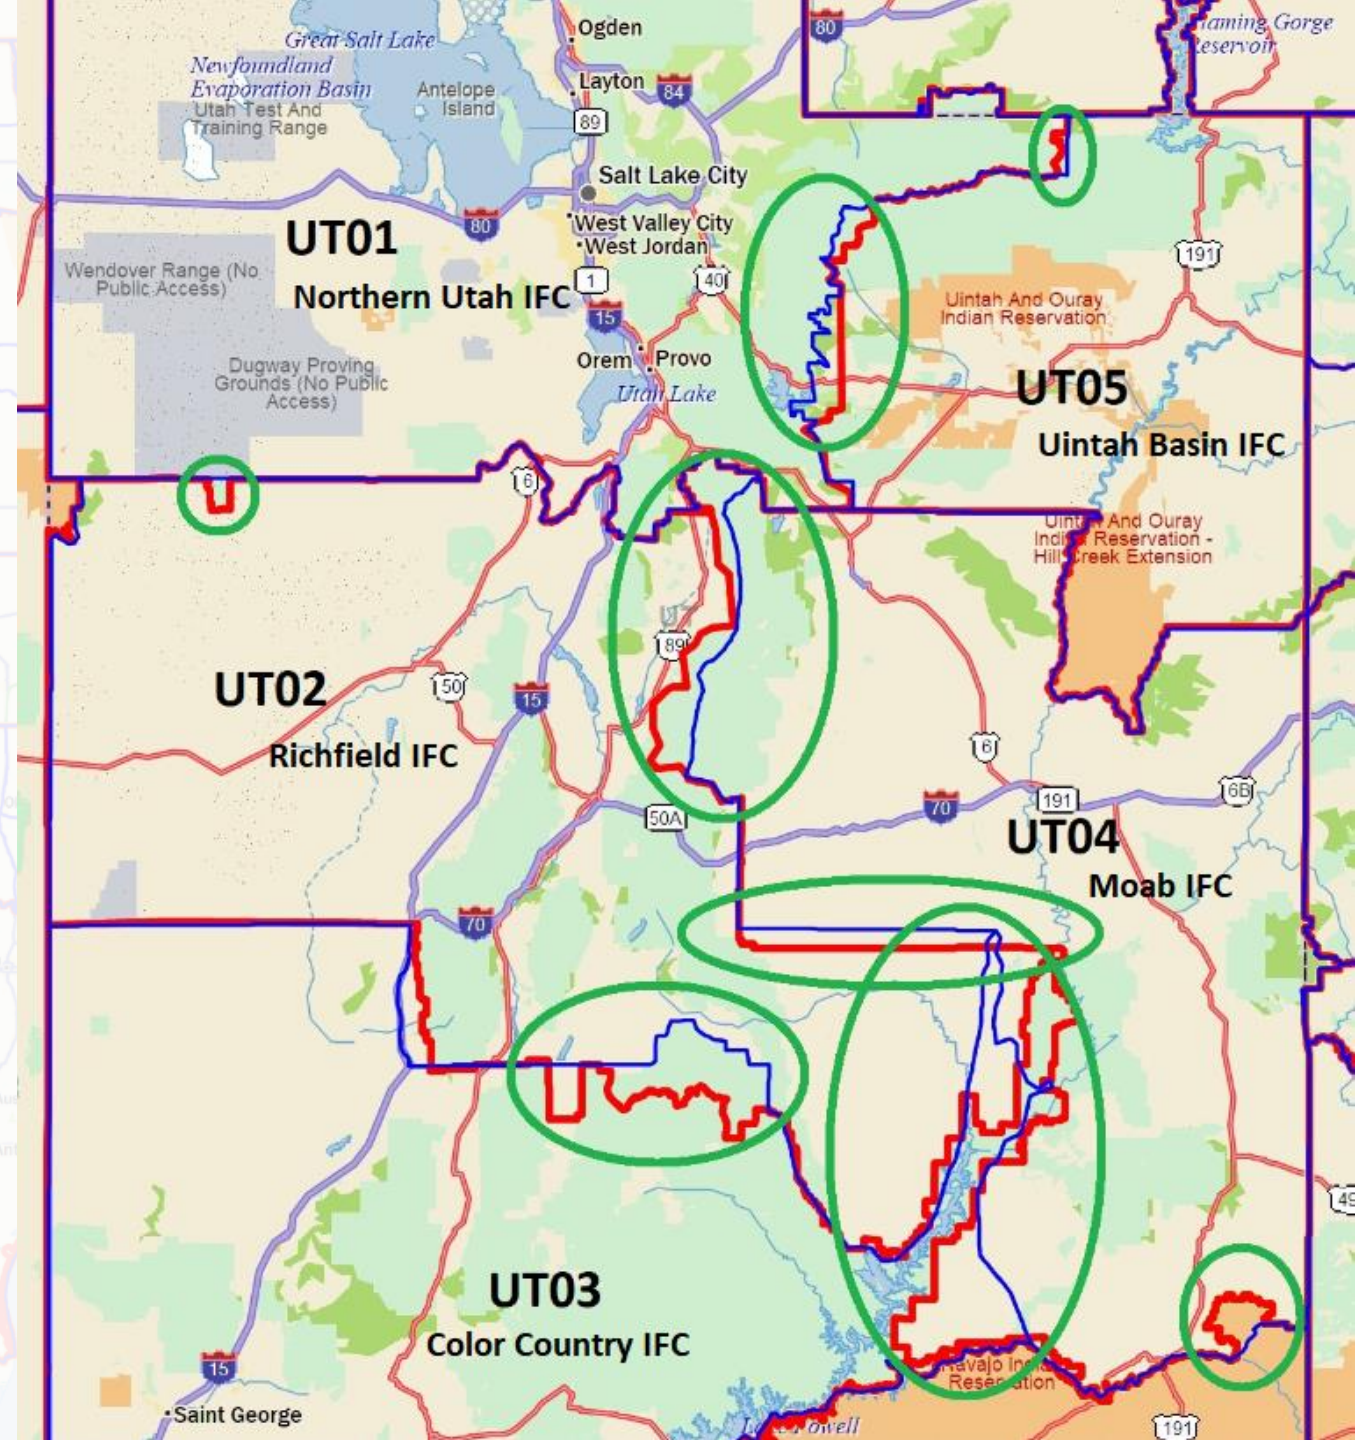 Ogden
80
Flaming Gorge
Reservoir
Great Salt Lake
Newfoundland
Evaporation Basin
Utah Test And
Training Range
Antelope
Island
Layton
84
89
Salt Lake City
West Valley City
West Jordan
80
UT01
Northern Utah IFC
1
40
191
Wendover Range (No
Public Access)
15
Uintah And Ouray
Indian Reservation
Orem
Provo
Utah Lake
Dugway Proving
Grounds (No Public
Access)
UT05
Uintah Basin IFC
6
Uintah And Ouray
Indian Reservation -
Hill Creek Extension
89
UT02
Richfield IFC
50
15
6
6B
191
70
50A
UT04
Moab IFC
70
UT03
Color Country IFC
15
Saint George
Navajo Indian
Reservation
Lake Powell
191